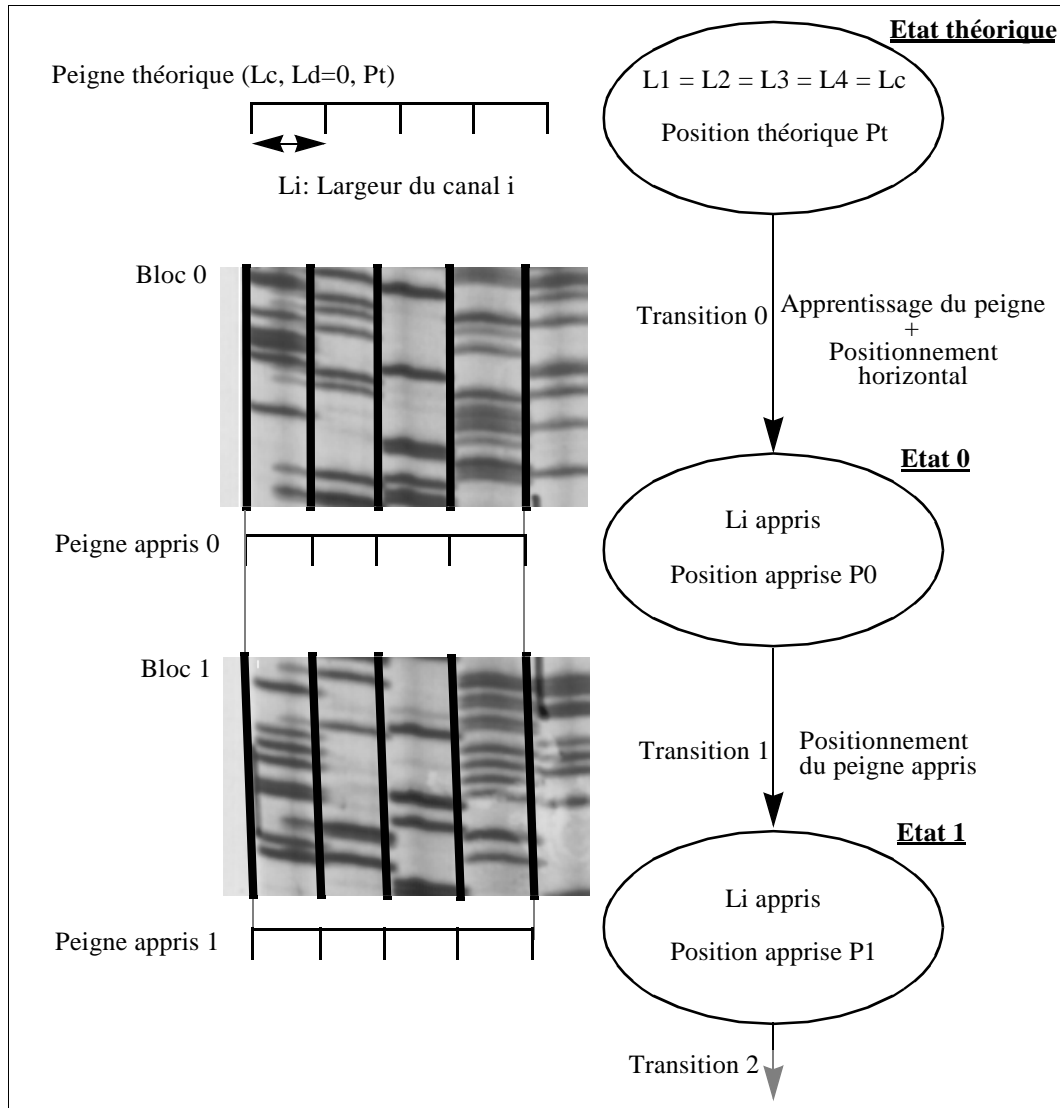 Etat théorique
Peigne théorique (Lc, Ld=0, Pt)
L1 = L2 = L3 = L4 = Lc
Position théorique Pt
Li: Largeur du canal i
Bloc 0
Transition 0
Apprentissage du peigne
+
Positionnement
horizontal
Etat 0
Li appris
Position apprise P0
Peigne appris 0
Bloc 1
Transition 1
Positionnement
du peigne appris
Etat 1
Li appris
Position apprise P1
Peigne appris 1
Transition 2